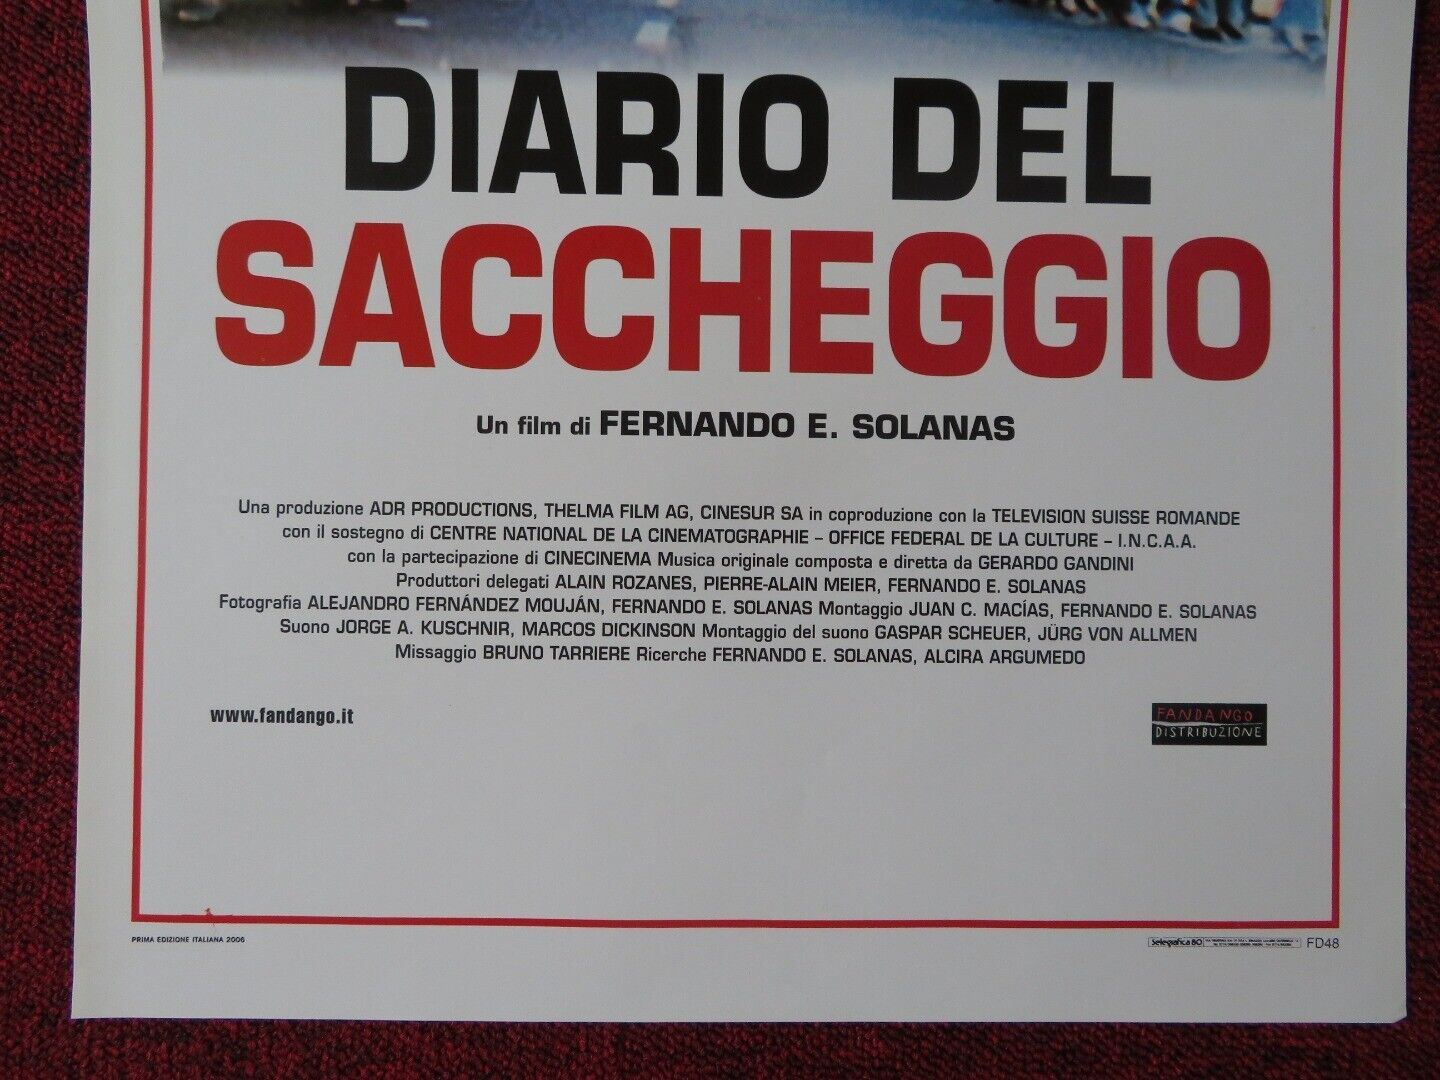 DIARIO DEL
SACCHEGGIO
Un film di FERNANDO E. SOLANAS
Una produzione ADR PRODUCTIONS, THELMA FILM AG, CINESUR SA in coproduzione con la TELEVISION SUISSE ROMANDE
con il sostegno di CENTRE NATIONAL DE LA CINEMATOGRAPHIE – OFFICE FEDERAL DE LA CULTURE – I.N.C.A.A.
con la partecipazione di CINECINEMA Musica originale composta e diretta da GERARDO GANDINI
Produttori delegati ALAIN ROZANES, PIERRE-ALAIN MEIER, FERNANDO E. SOLANAS
Fotografia ALEJANDRO FERNÁNDEZ MOUJÁN, FERNANDO E. SOLANAS Montaggio JUAN C. MACÍAS, FERNANDO E. SOLANAS
Suono JORGE A. KUSCHNIR, MARCOS DICKINSON Montaggio del suono GASPAR SCHEUER, JÜRG VON ALLMEN
Missaggio BRUNO TARRIERE Ricerche FERNANDO E. SOLANAS, ALCIRA ARGUMEDO
www.fandango.it
FANDANGO
DISTRIBUZIONE
PRIMA EDIZIONE ITALIANA 2006
Selegrafica 80
FD48